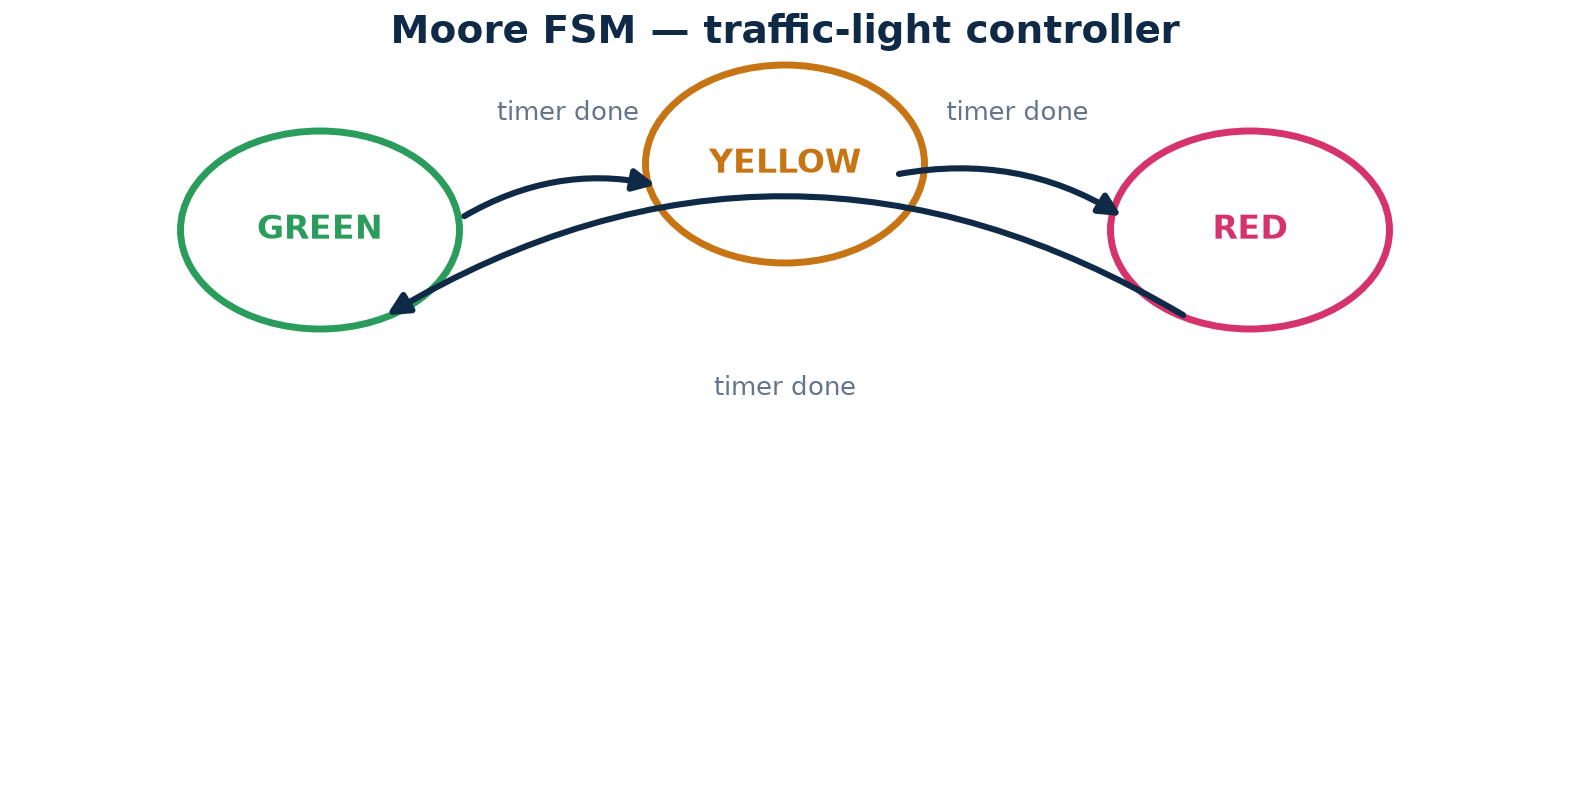 Moore FSM — traffic-light controller
timer done
timer done
YELLOW
GREEN
RED
timer done